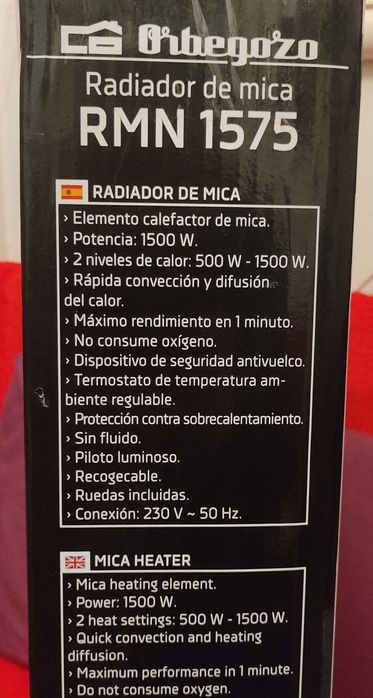 Orbegozo
Radiador de mica
RMN 1575
RADIADOR DE MICA
› Elemento calefactor de mica.
› Potencia: 1500 W.
› 2 niveles de calor: 500 W - 1500 W.
› Rápida convección y difusión
del calor.
› Máximo rendimiento en 1 minuto.
› No consume oxígeno.
› Dispositivo de seguridad antivuelco.
› Termostato de temperatura am-
biente regulable.
› Protección contra sobrecalentamiento.
› Sin fluido.
› Piloto luminoso.
› Recogecable.
› Ruedas incluidas.
› Conexión: 230 V ~ 50 Hz.
MICA HEATER
› Mica heating element.
› Power: 1500 W.
› 2 heat settings: 500 W - 1500 W.
› Quick convection and heating
diffusion.
› Maximum performance in 1 minute.
› Do not consume oxygen.